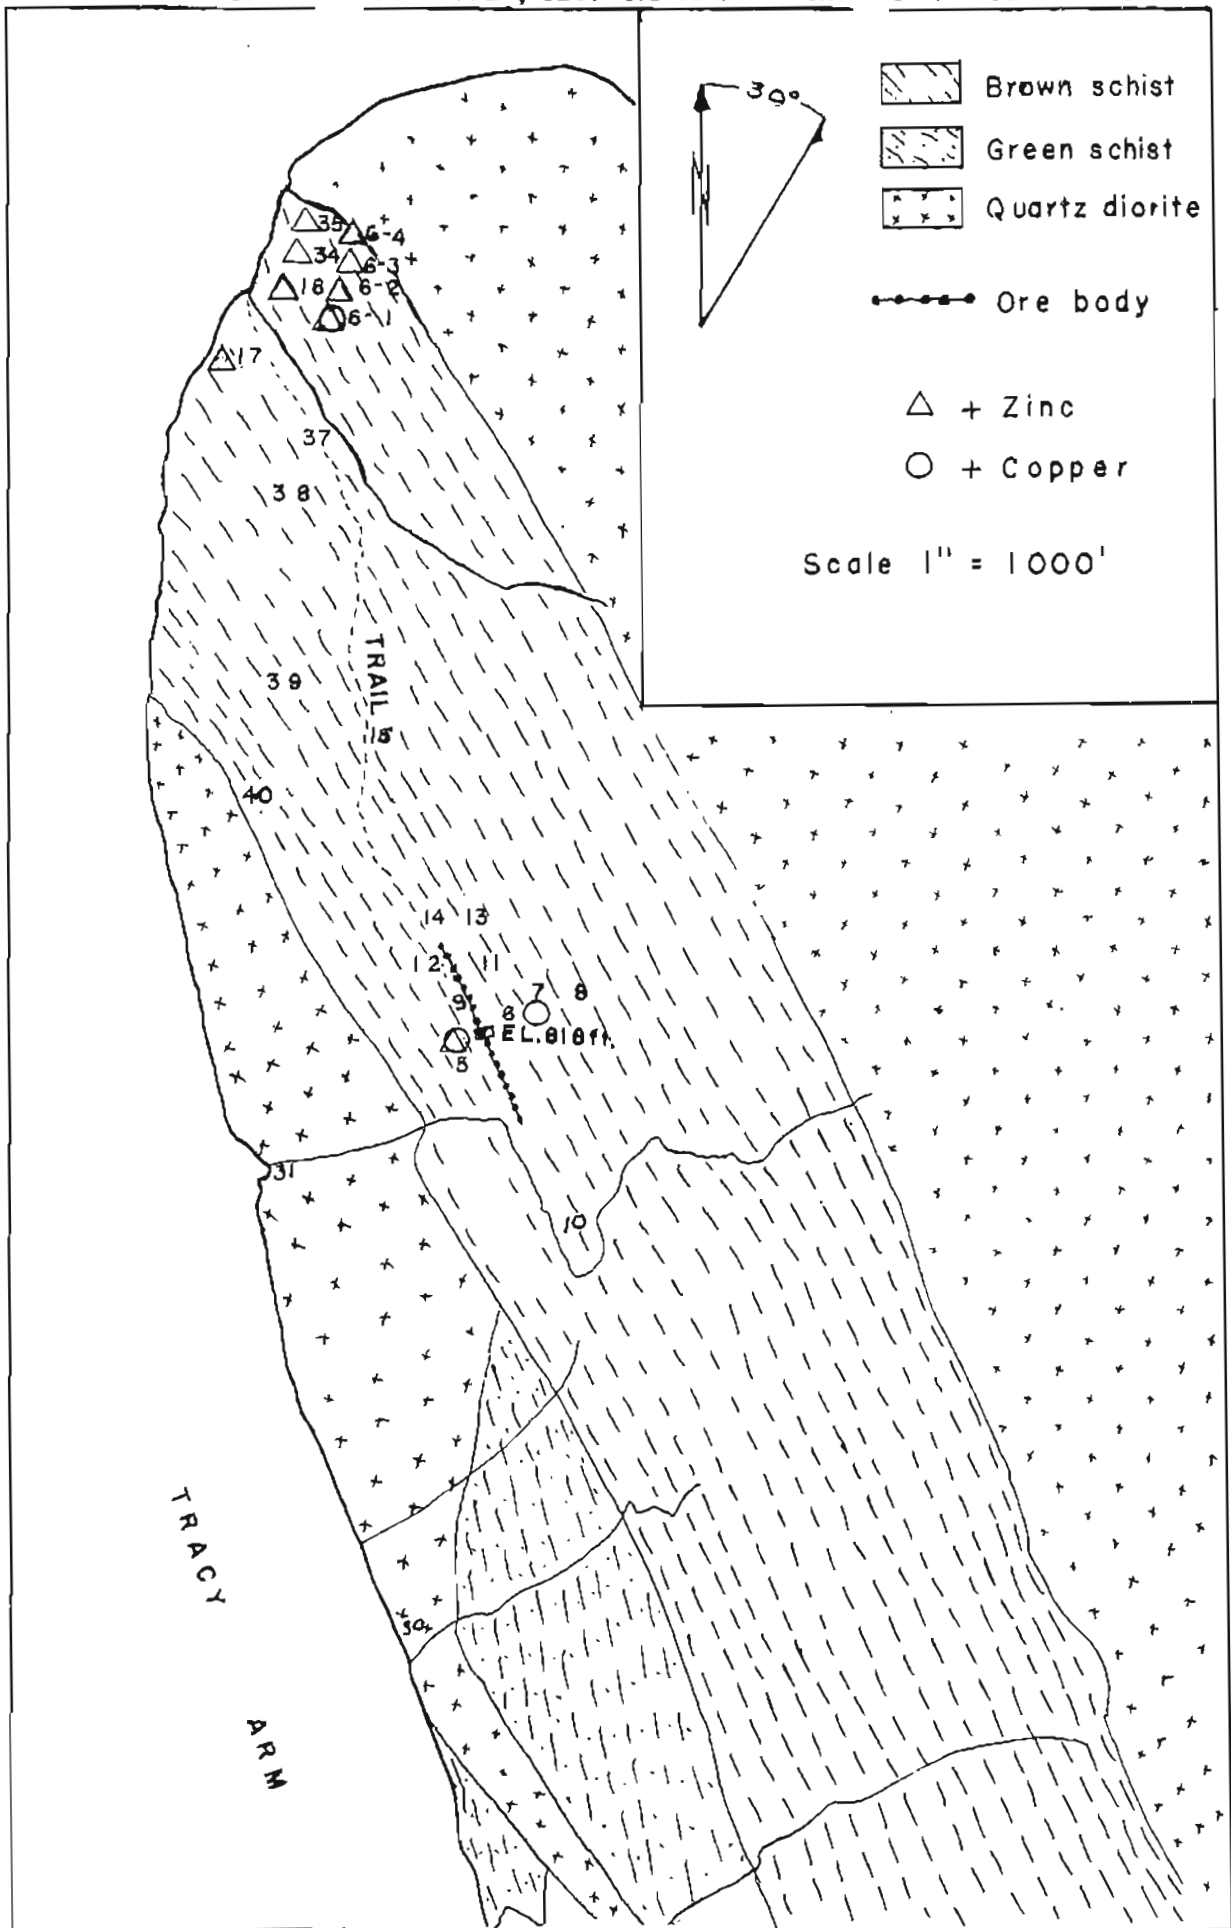 30°
N
Brown schist
Green schist
Quartz diorite
Ore body
△ + Zinc
○ + Copper
Scale 1" = 1000'
35
6-4
34
6-3
18
6-2
6-1
17
37
38
TRAIL
39
15
40
14 13
12 11
7 8
9
6
EL. 818 ft.
5
31
10
30
TRACY
ARM